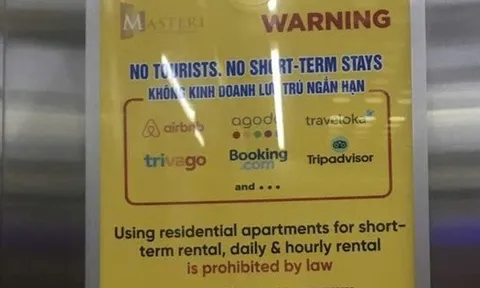 MASTERI
WARNING
NO TOURISTS. NO SHORT-TERM STAYS
KHÔNG KINH DOANH LƯU TRÚ NGẮN HẠN
airbnb agoda traveloka
trivago Booking.com Tripadvisor
and ...
Using residential apartments for short-
term rental, daily & hourly rental
is prohibited by law